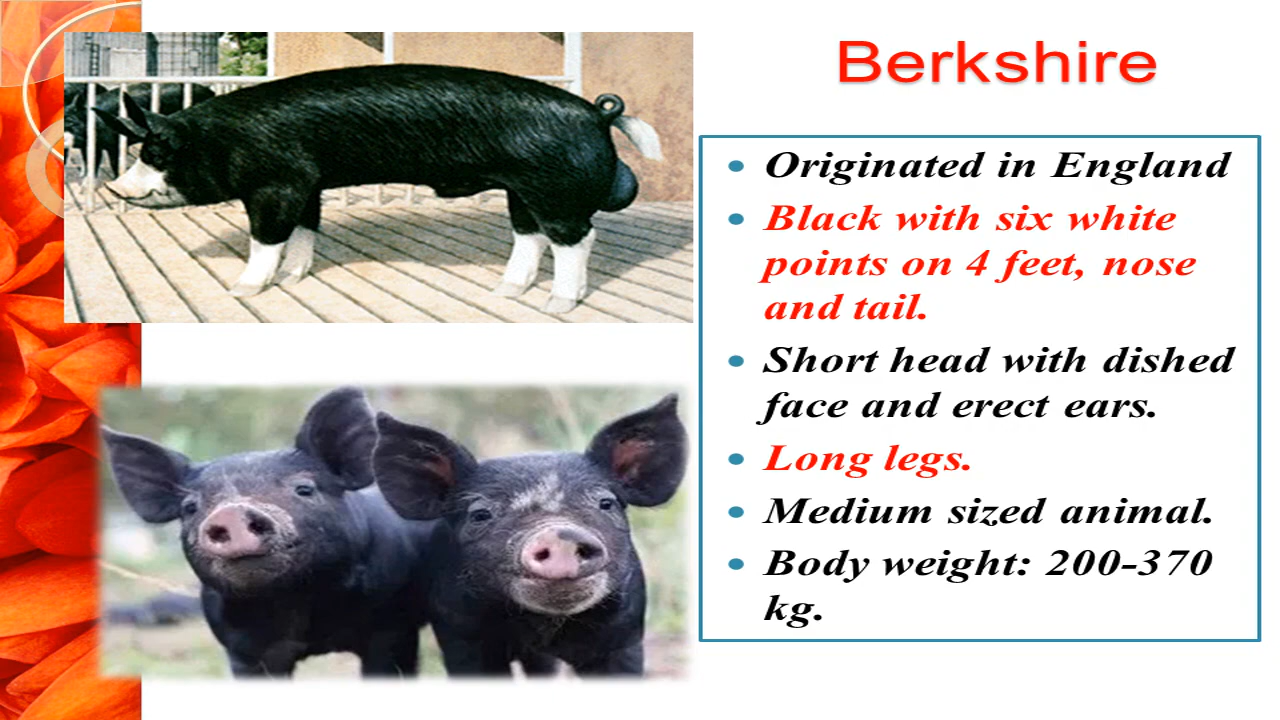 Berkshire
• Originated in England
• Black with six white
points on 4 feet, nose
and tail.
• Short head with dished
face and erect ears.
• Long legs.
• Medium sized animal.
• Body weight: 200-370
kg.